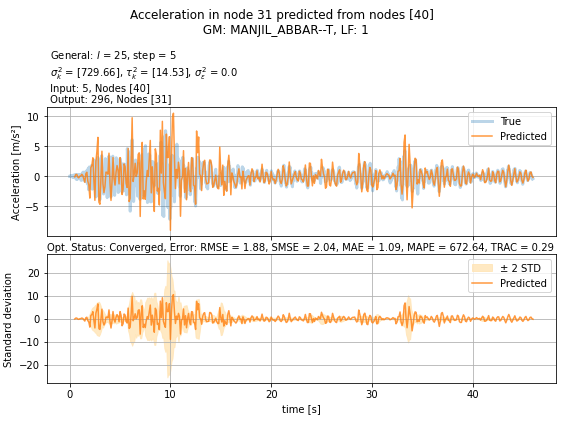 Acceleration in node 31 predicted from nodes [40]
GM: MANJIL_ABBAR--T, LF: 1
General: l = 25, step = 5
σ²ₖ = [729.66], τ²ₖ = [14.53], σ²ε = 0.0
Input: 5, Nodes [40]
Output: 296, Nodes [31]
Acceleration [m/s²]
10
5
0
−5
True
Predicted
Opt. Status: Converged, Error: RMSE = 1.88, SMSE = 2.04, MAE = 1.09, MAPE = 672.64, TRAC = 0.29
Standard deviation
20
10
0
−10
−20
± 2 STD
Predicted
0 10 20 30 40
time [s]